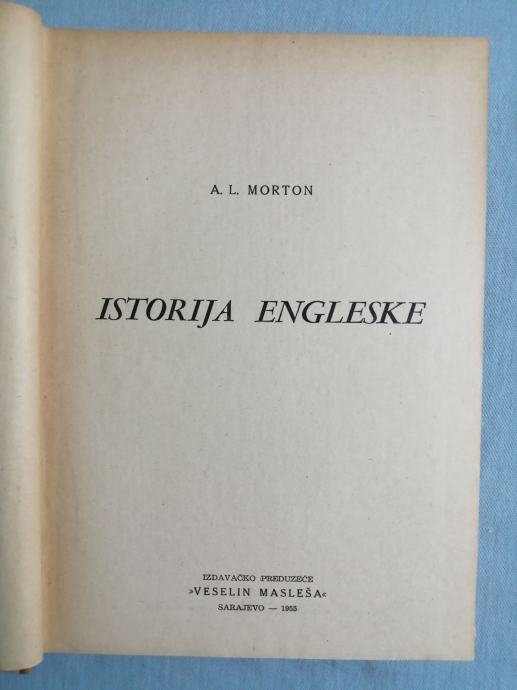 A. L. MORTON
ISTORIJA ENGLESKE
IZDAVAČKO PREDUZEĆE
»VESELIN MASLEŠA«
SARAJEVO — 1955